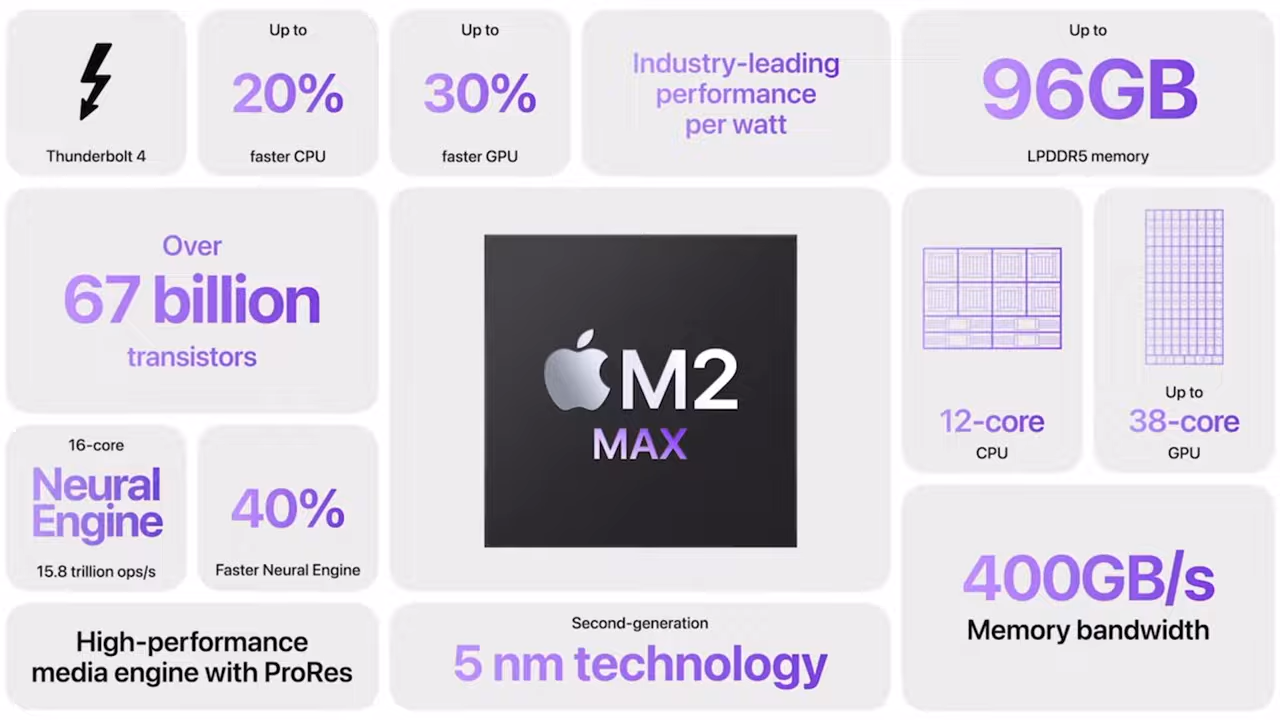 Thunderbolt 4
Up to
20%
faster CPU
Up to
30%
faster GPU
Industry-leading
performance
per watt
Up to
96GB
LPDDR5 memory
Over
67 billion
transistors
M2
MAX
12-core
CPU
Up to
38-core
GPU
16-core
Neural
Engine
15.8 trillion ops/s
40%
Faster Neural Engine
400GB/s
Memory bandwidth
High-performance
media engine with ProRes
Second-generation
5 nm technology